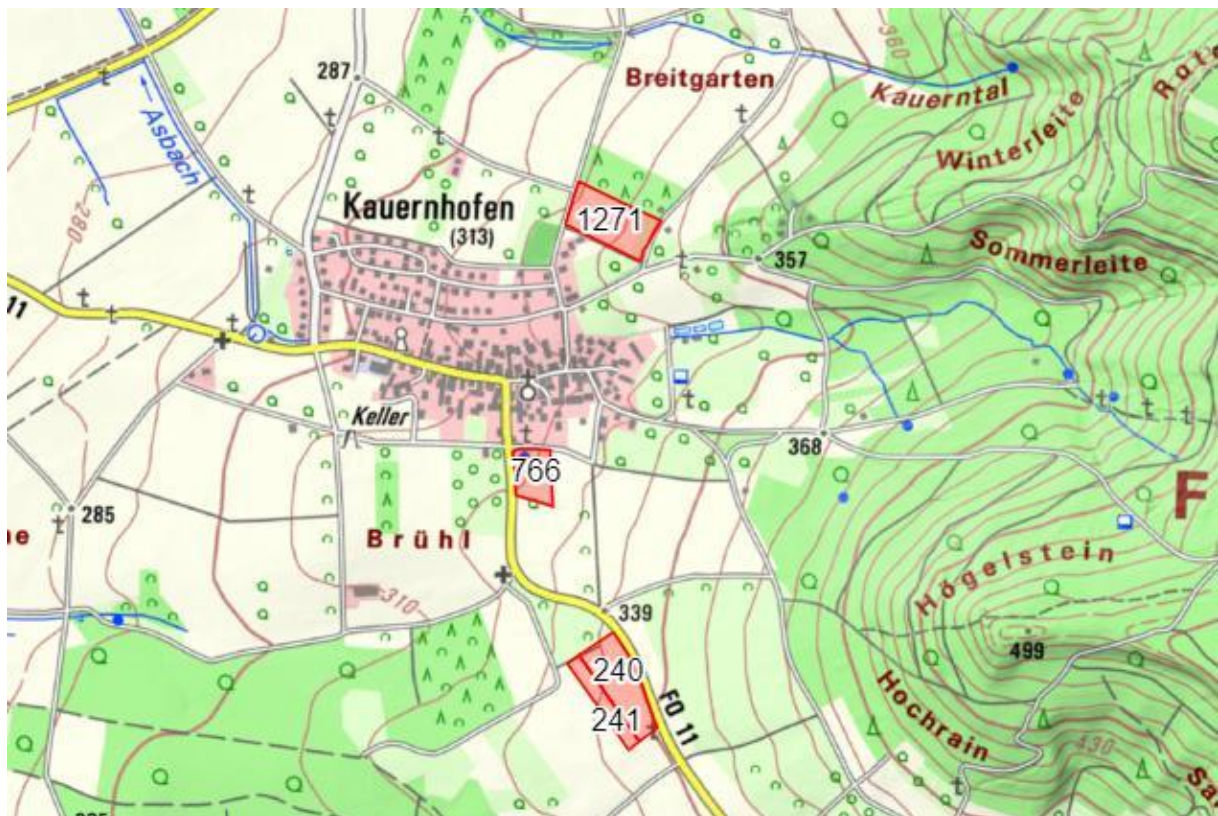 287
Breitgarten
360
Kauerntal
Asbach
Winterleite
1271
Kauernhofen
(313)
280
357
Sommerleite
11
Keller
368
766
285
F
Brühl
Högelstein
310
339
499
240
241
FO 11
Hochrain
430